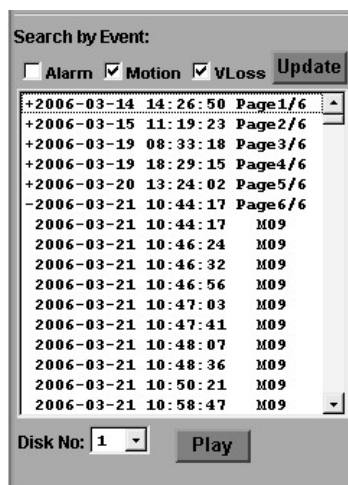 Search by Event:
Alarm Motion VLoss Update
+2006-03-14 14:26:50 Page1/6
+2006-03-15 11:19:23 Page2/6
+2006-03-19 08:33:18 Page3/6
+2006-03-19 18:29:15 Page4/6
+2006-03-20 13:24:02 Page5/6
-2006-03-21 10:44:17 Page6/6
2006-03-21 10:44:17 M09
2006-03-21 10:46:24 M09
2006-03-21 10:46:32 M09
2006-03-21 10:46:56 M09
2006-03-21 10:47:03 M09
2006-03-21 10:47:41 M09
2006-03-21 10:48:07 M09
2006-03-21 10:48:36 M09
2006-03-21 10:50:21 M09
2006-03-21 10:58:47 M09
Disk No: 1 Play